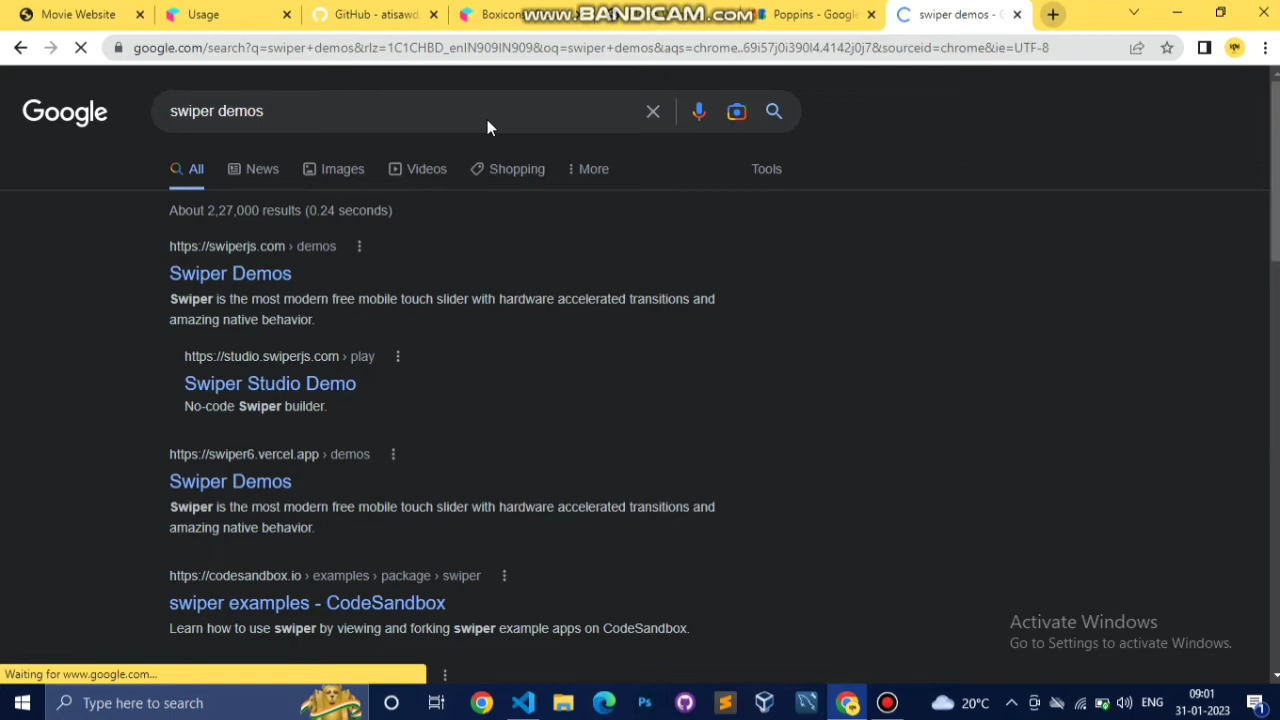 Movie Website
Usage
GitHub - atisawd
Boxicon
www.BANDICAM.com
Poppins - Google
swiper demos - G
google.com/search?q=swiper+demos&rlz=1C1CHBD_enIN909IN909&oq=swiper+demos&aqs=chrome..69i57j0i390l4.4142j0j7&sourceid=chrome&ie=UTF-8
Google
swiper demos
All
News
Images
Videos
Shopping
More
Tools
About 2,27,000 results (0.24 seconds)
https://swiperjs.com › demos
Swiper Demos
Swiper is the most modern free mobile touch slider with hardware accelerated transitions and
amazing native behavior.
https://studio.swiperjs.com › play
Swiper Studio Demo
No-code Swiper builder.
https://swiper6.vercel.app › demos
Swiper Demos
Swiper is the most modern free mobile touch slider with hardware accelerated transitions and
amazing native behavior.
https://codesandbox.io › examples › package › swiper
swiper examples - CodeSandbox
Learn how to use swiper by viewing and forking swiper example apps on CodeSandbox.
Activate Windows
Go to Settings to activate Windows.
Waiting for www.google.com...
Type here to search
Ps
20°C
ENG
09:01
31-01-2023
1